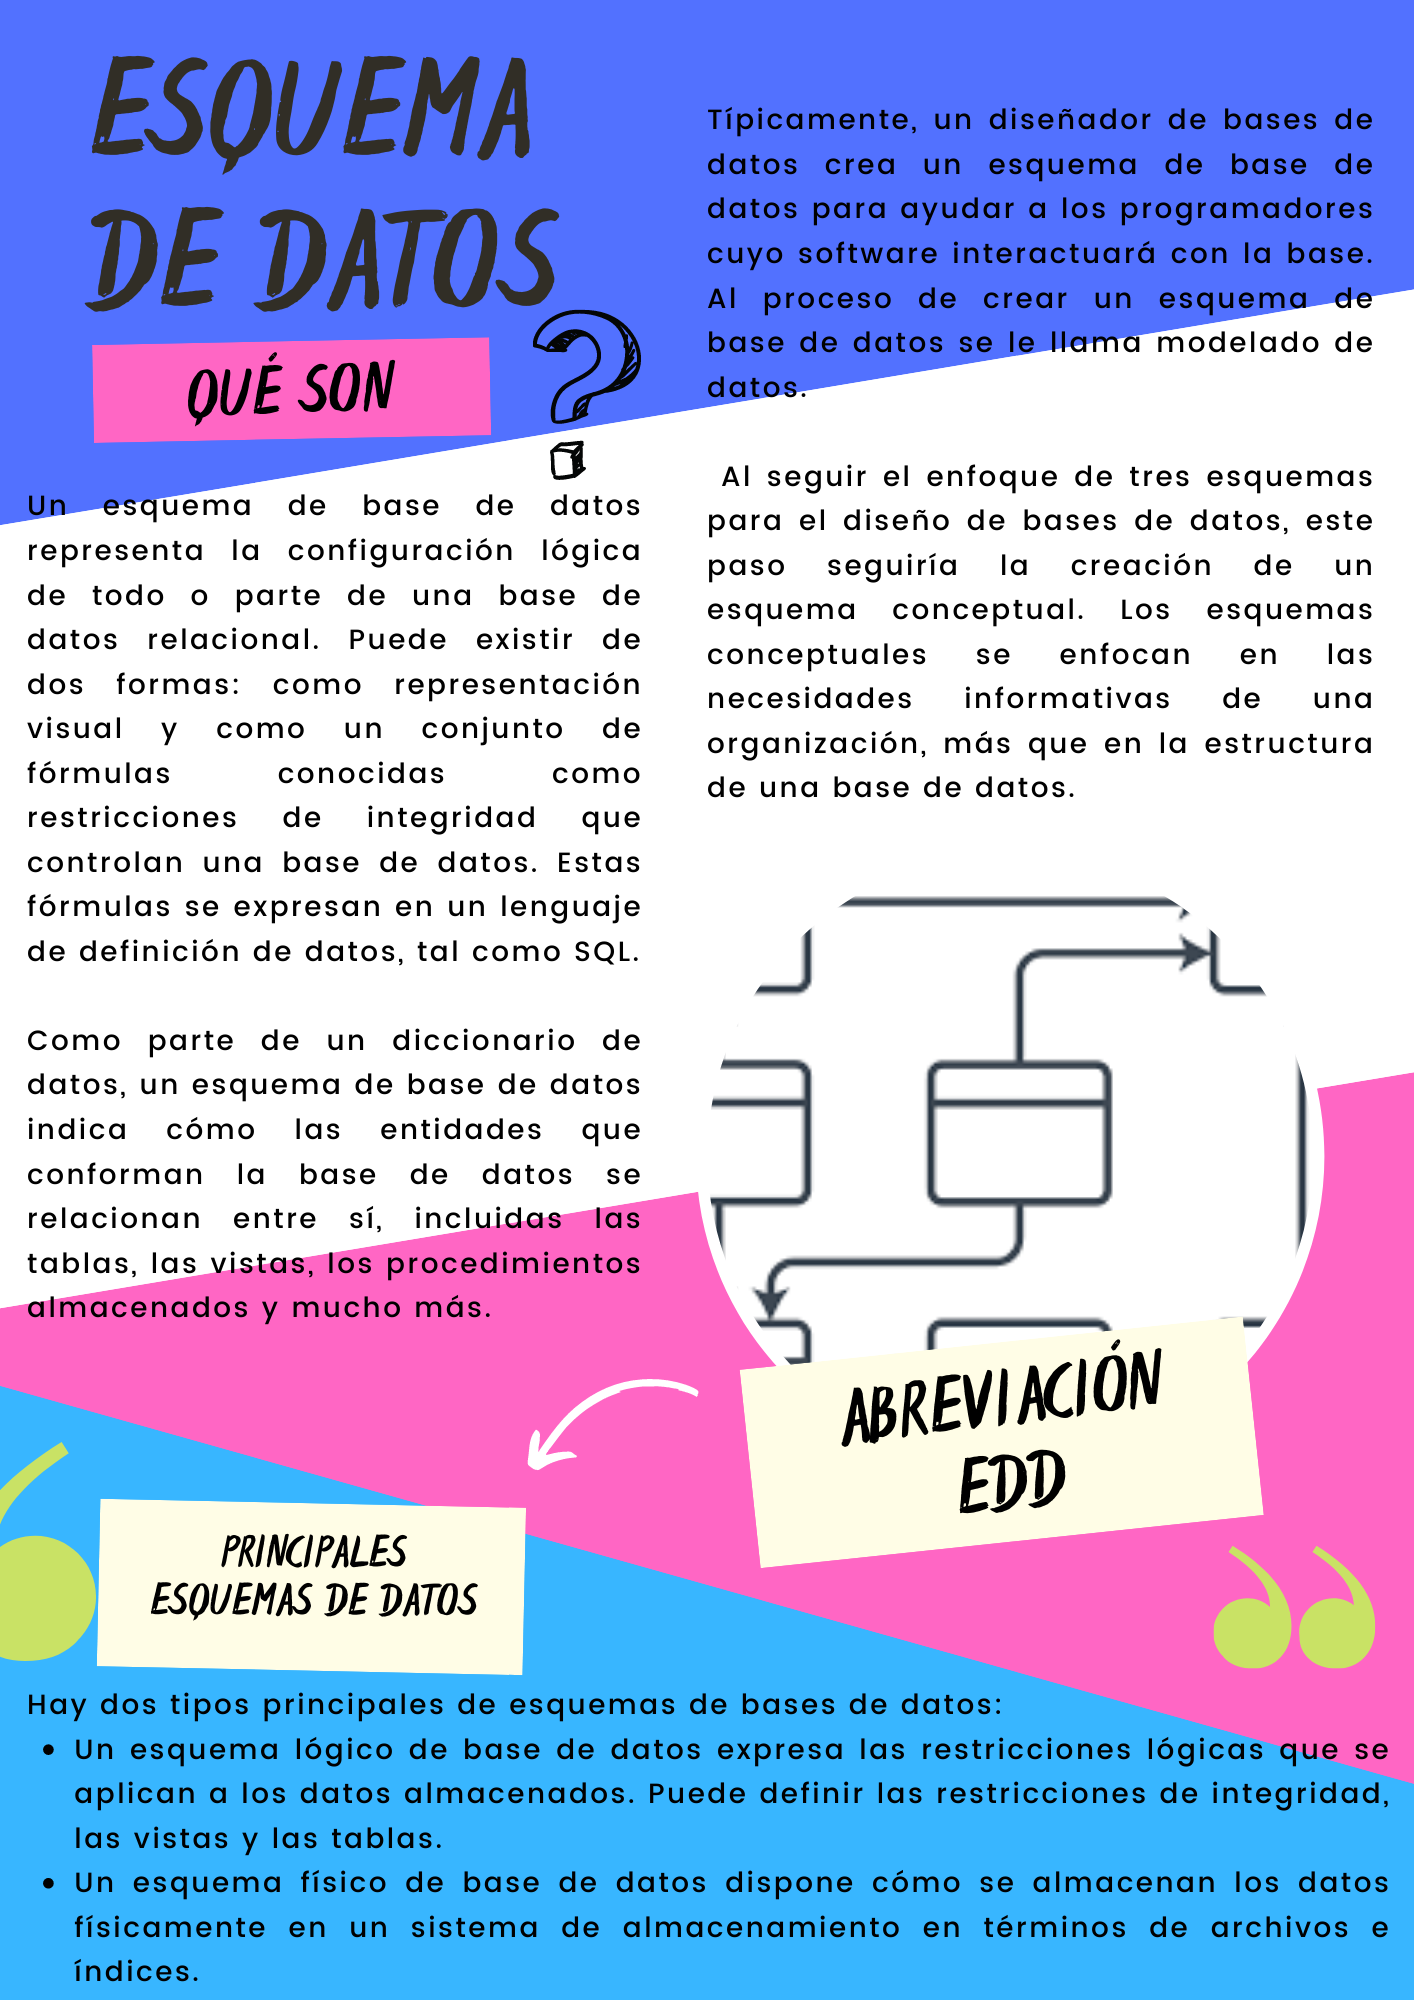 ESQUEMA
DE DATOS
QUÉ SON
?
Un esquema de base de datos
representa la configuración lógica
de todo o parte de una base de
datos relacional. Puede existir de
dos formas: como representación
visual y como un conjunto de
fórmulas conocidas como
restricciones de integridad que
controlan una base de datos. Estas
fórmulas se expresan en un lenguaje
de definición de datos, tal como SQL.
Como parte de un diccionario de
datos, un esquema de base de datos
indica cómo las entidades que
conforman la base de datos se
relacionan entre sí, incluidas las
tablas, las vistas, los procedimientos
almacenados y mucho más.
Típicamente, un diseñador de bases de
datos crea un esquema de base de
datos para ayudar a los programadores
cuyo software interactuará con la base.
Al proceso de crear un esquema de
base de datos se le llama modelado de
datos.
Al seguir el enfoque de tres esquemas
para el diseño de bases de datos, este
paso seguiría la creación de un
esquema conceptual. Los esquemas
conceptuales se enfocan en las
necesidades informativas de una
organización, más que en la estructura
de una base de datos.
ABREVIACIÓN
EDD
PRINCIPALES
ESQUEMAS DE DATOS
Hay dos tipos principales de esquemas de bases de datos:
• Un esquema lógico de base de datos expresa las restricciones lógicas que se
aplican a los datos almacenados. Puede definir las restricciones de integridad,
las vistas y las tablas.
• Un esquema físico de base de datos dispone cómo se almacenan los datos
físicamente en un sistema de almacenamiento en términos de archivos e
índices.